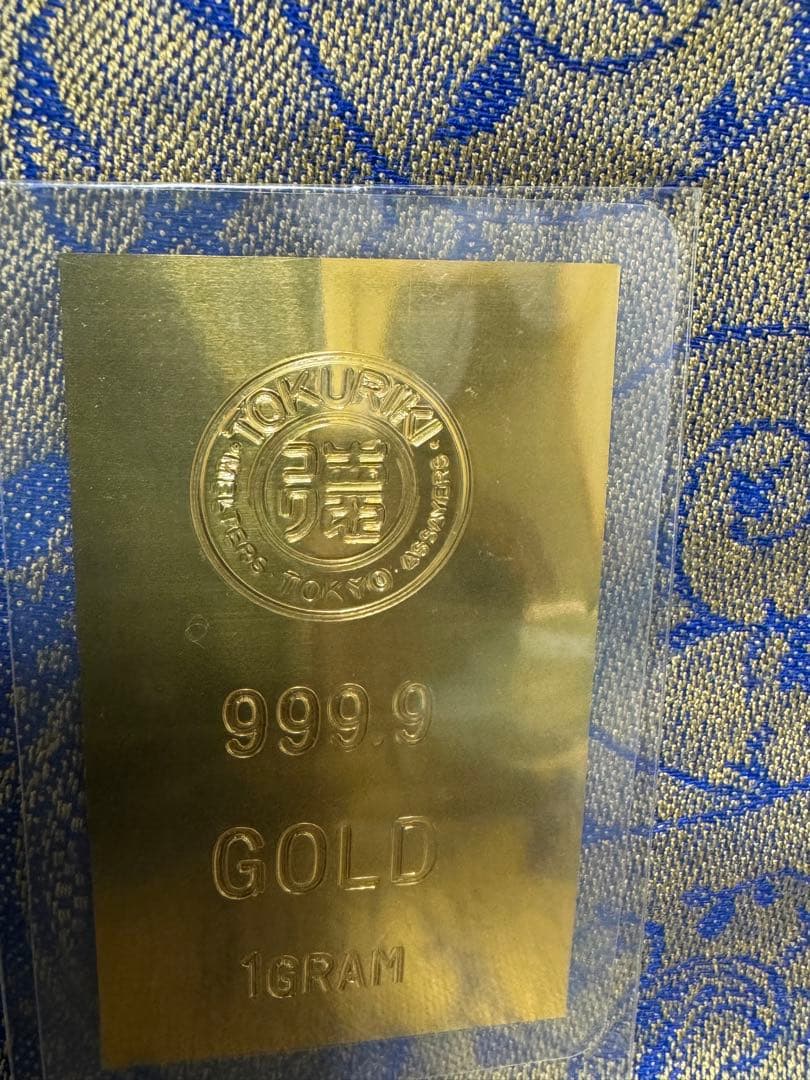 TOKURIKI
MELTERS · TOKYO · ASSAYERS
999.9
GOLD
1GRAM